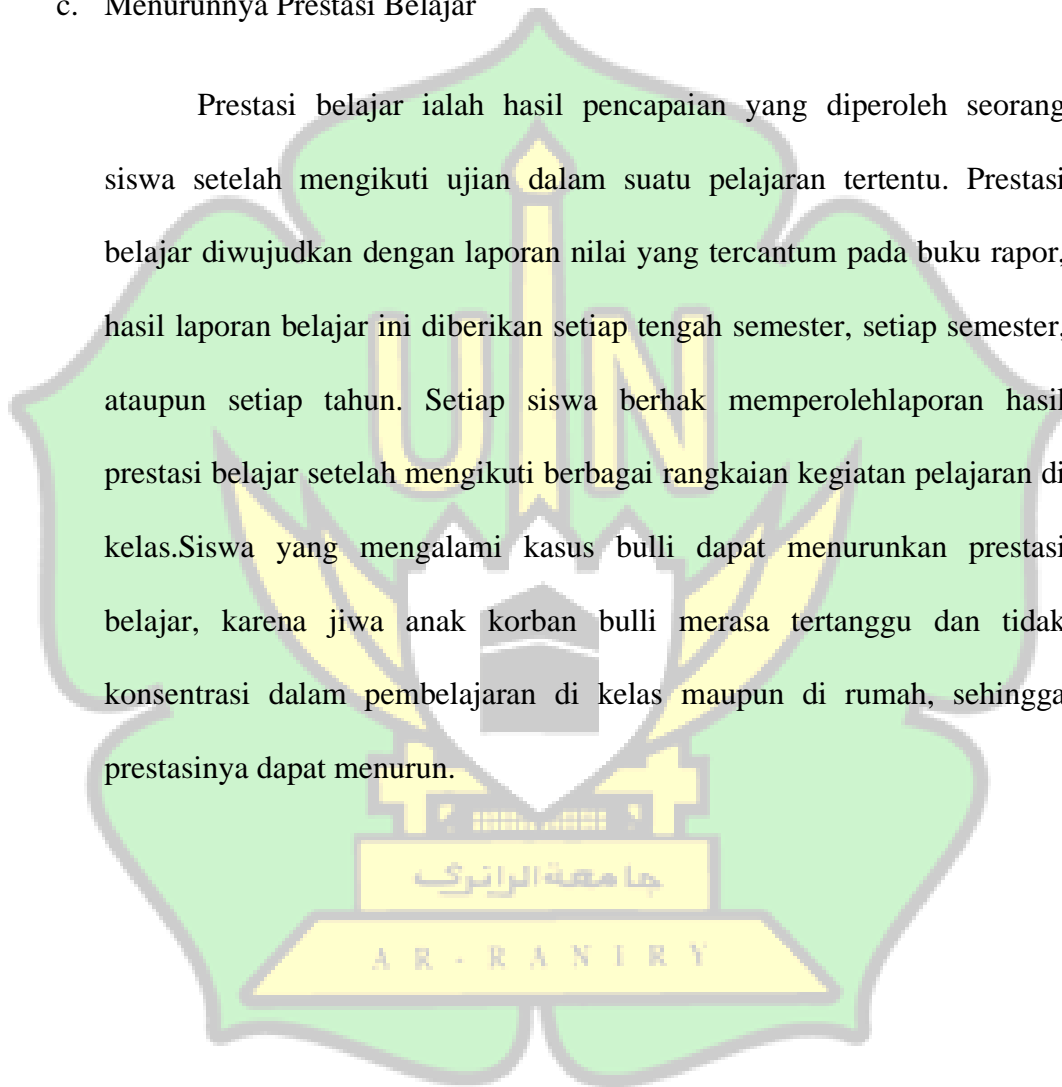 c. Menurunnya Prestasi Belajar
Prestasi belajar ialah hasil pencapaian yang diperoleh seorang
siswa setelah mengikuti ujian dalam suatu pelajaran tertentu. Prestasi
belajar diwujudkan dengan laporan nilai yang tercantum pada buku rapor,
hasil laporan belajar ini diberikan setiap tengah semester, setiap semester,
ataupun setiap tahun. Setiap siswa berhak memperolehlaporan hasil
prestasi belajar setelah mengikuti berbagai rangkaian kegiatan pelajaran di
kelas.Siswa yang mengalami kasus bulli dapat menurunkan prestasi
belajar, karena jiwa anak korban bulli merasa tertanggu dan tidak
konsentrasi dalam pembelajaran di kelas maupun di rumah, sehingga
prestasinya dapat menurun.
UIN
جامعة الرانري
AR-RANIRY